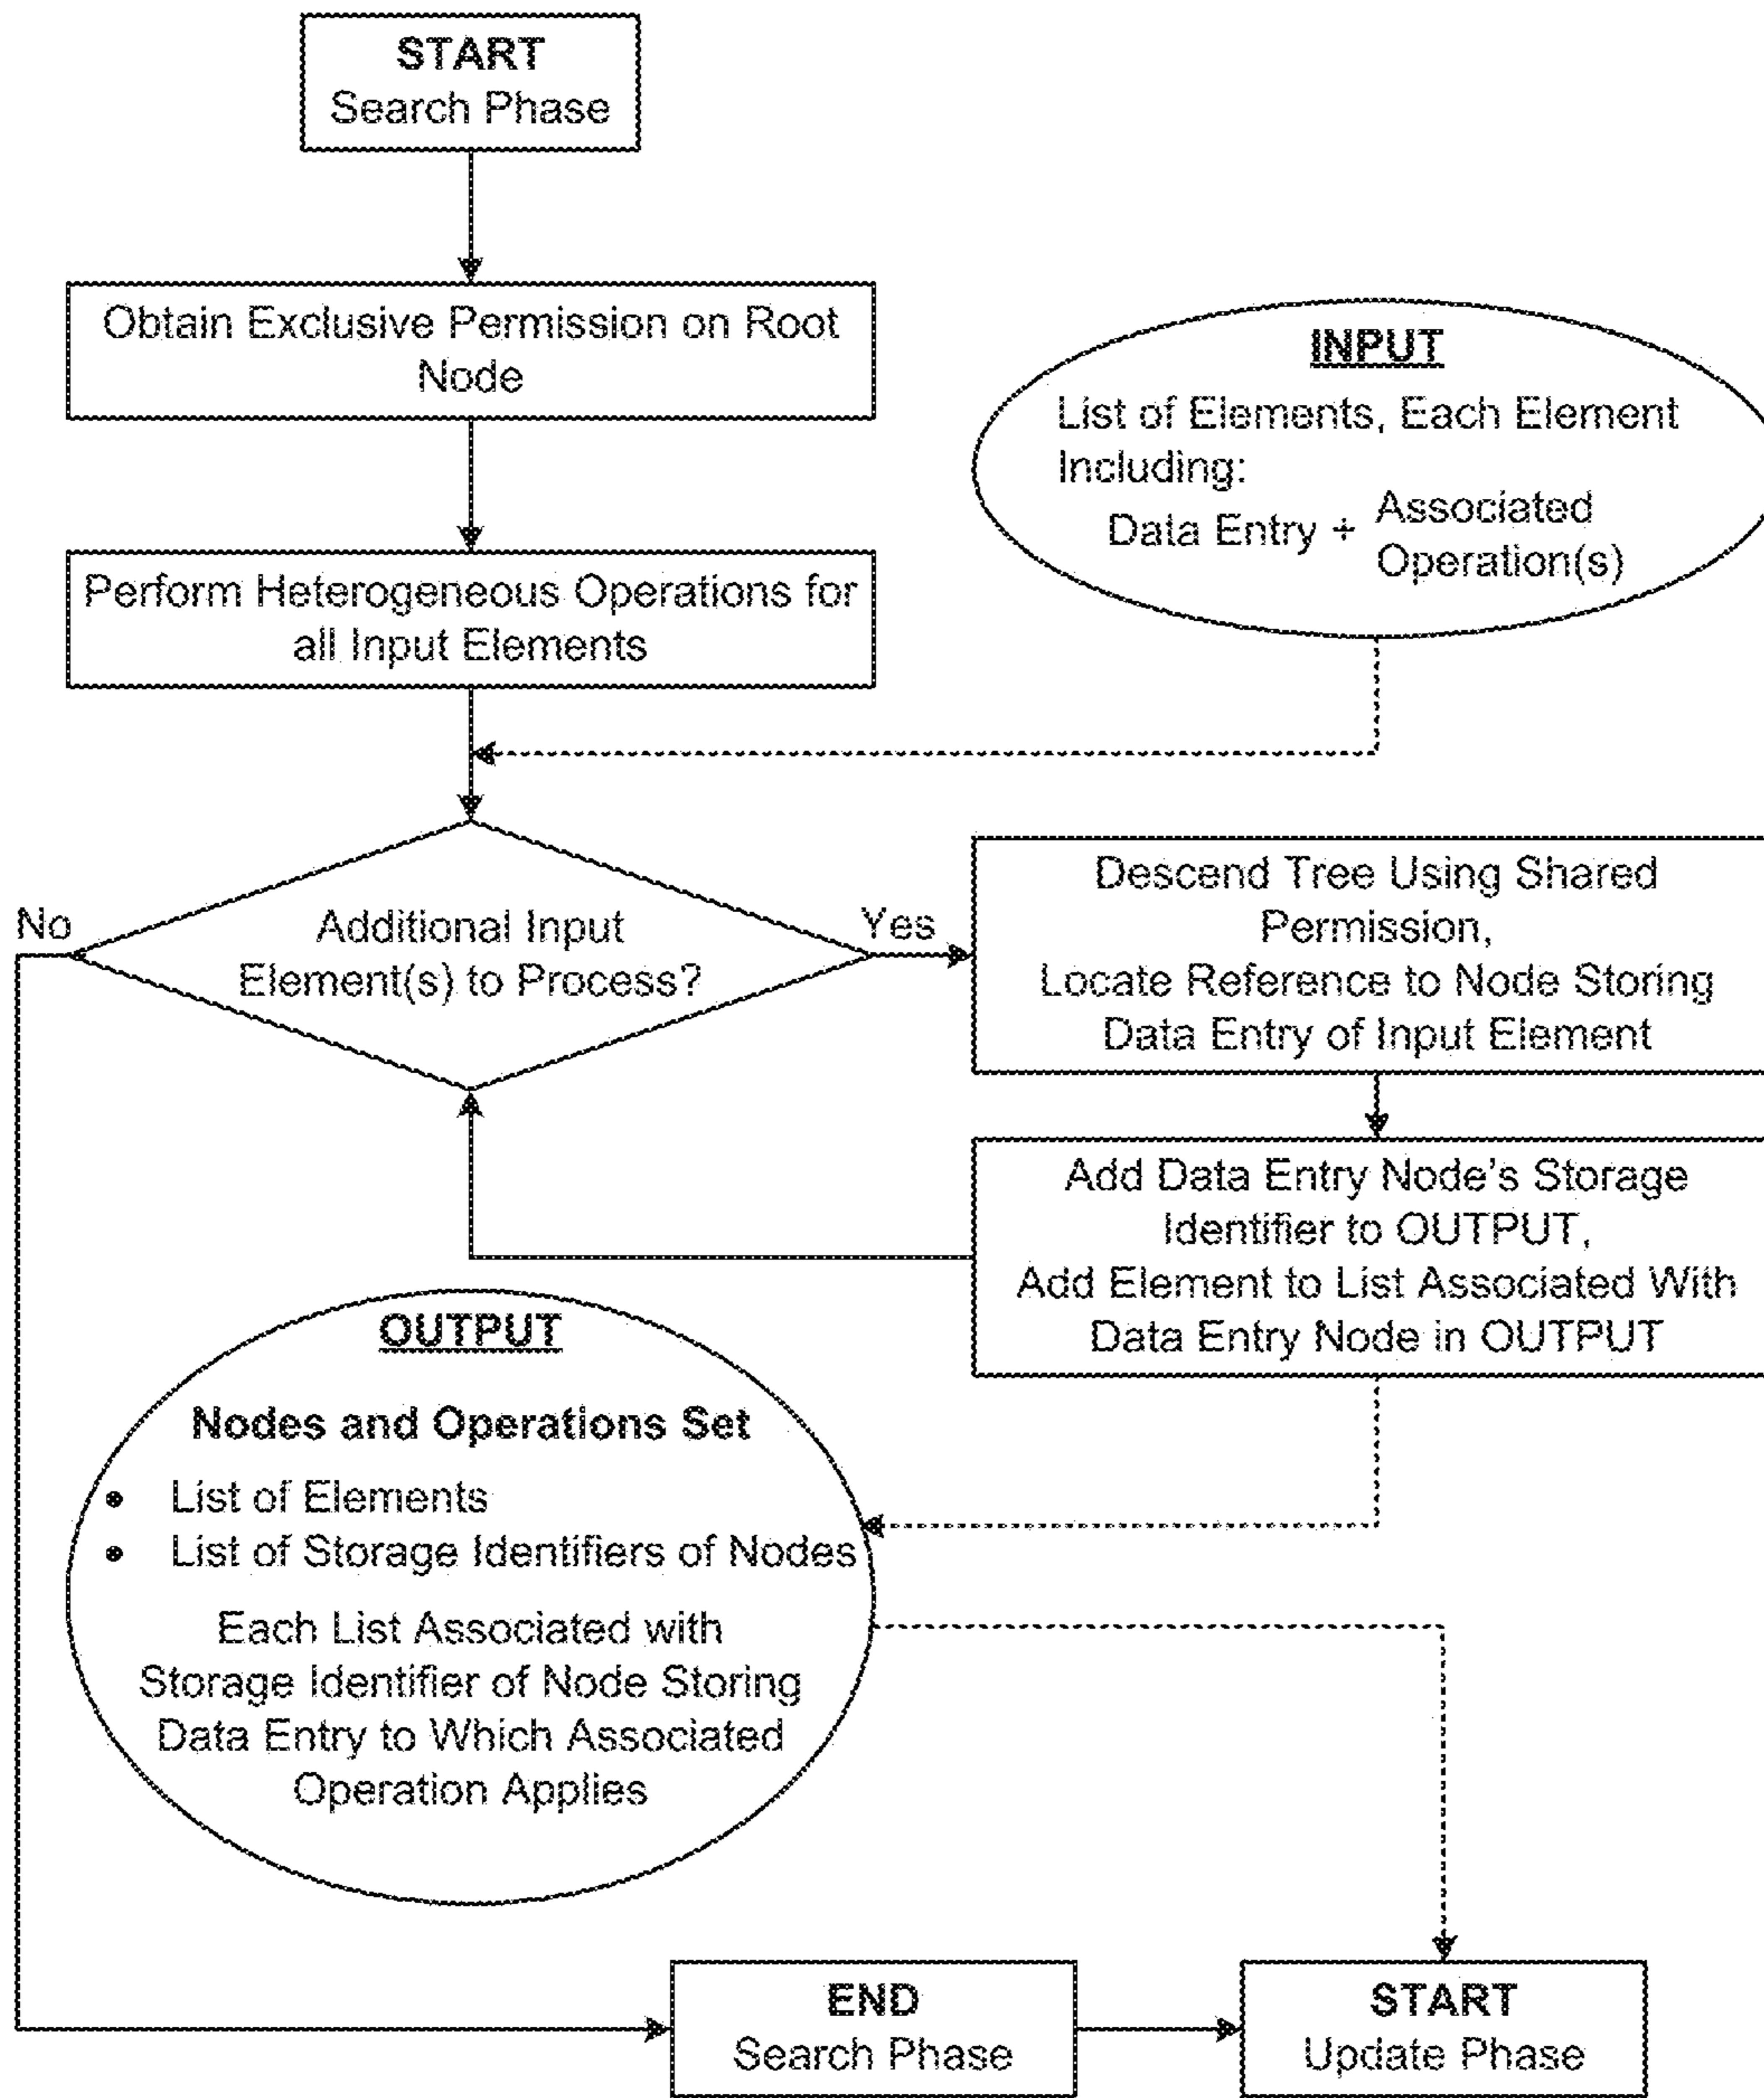 START
Search Phase
Obtain Exclusive Permission on Root
Node
INPUT
List of Elements, Each Element
Including:
Data Entry + Associated
Operation(s)
Perform Heterogeneous Operations for
all Input Elements
No
Additional Input
Element(s) to Process?
Yes
Descend Tree Using Shared
Permission,
Locate Reference to Node Storing
Data Entry of Input Element
Add Data Entry Node's Storage
Identifier to OUTPUT,
Add Element to List Associated With
Data Entry Node in OUTPUT
OUTPUT
Nodes and Operations Set
• List of Elements
• List of Storage Identifiers of Nodes
Each List Associated with
Storage Identifier of Node Storing
Data Entry to Which Associated
Operation Applies
END
Search Phase
START
Update Phase